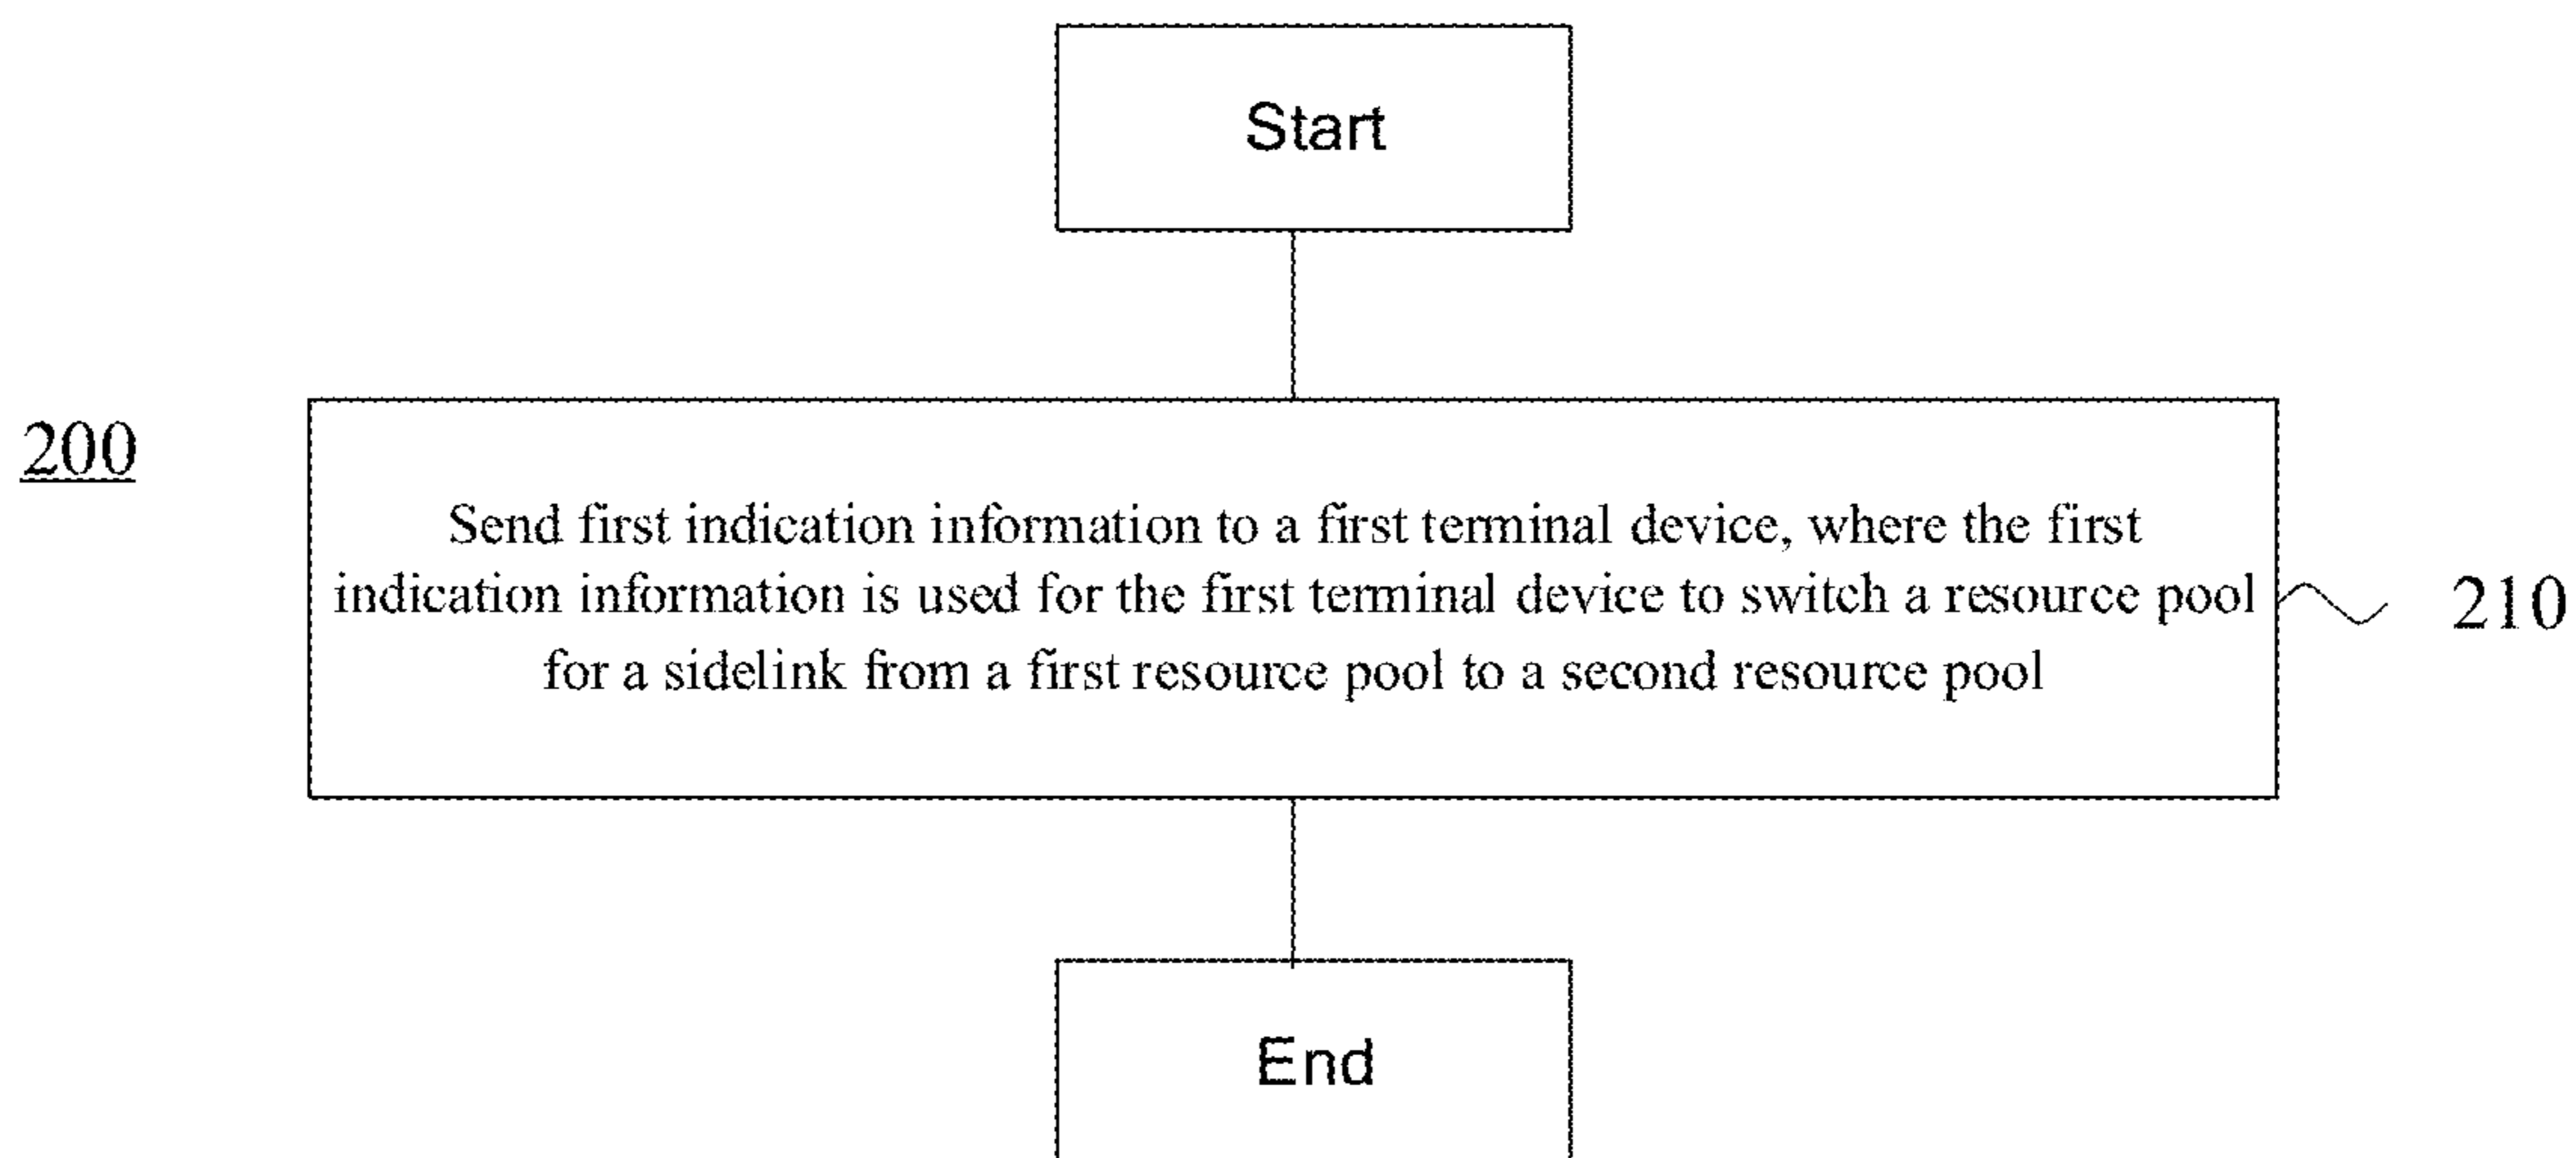 Start
200
Send first indication information to a first terminal device, where the first
indication information is used for the first terminal device to switch a resource pool
for a sidelink from a first resource pool to a second resource pool
210
End